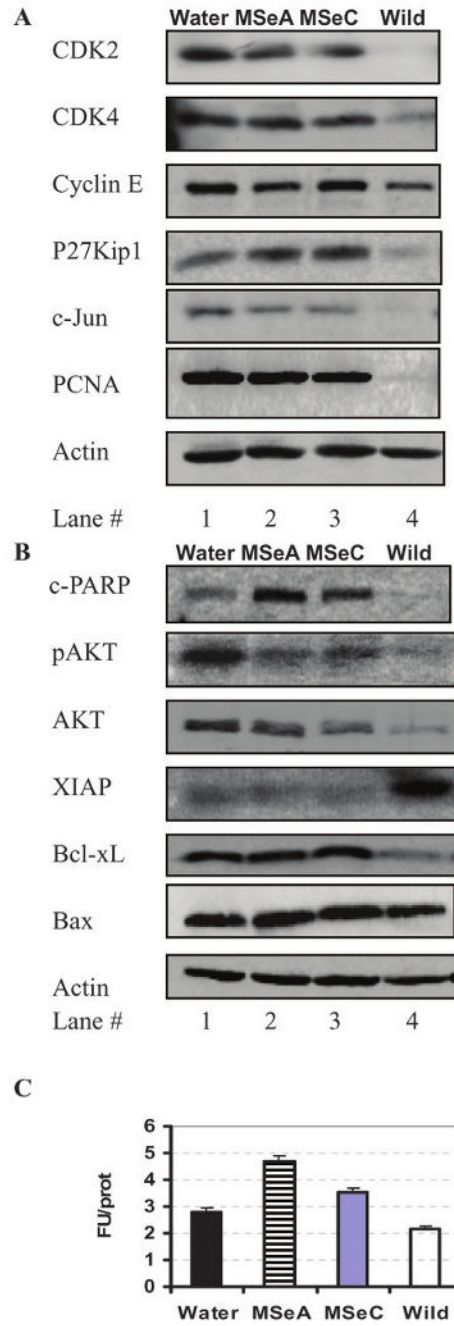 A
Water MSeA MSeC Wild
CDK2
CDK4
Cyclin E
P27Kip1
c-Jun
PCNA
Actin
Lane # 1 2 3 4
B
Water MSeA MSeC Wild
c-PARP
pAKT
AKT
XIAP
Bcl-xL
Bax
Actin
Lane # 1 2 3 4
C
FU/prot
6
5
4
3
2
1
0
Water MSeA MSeC Wild